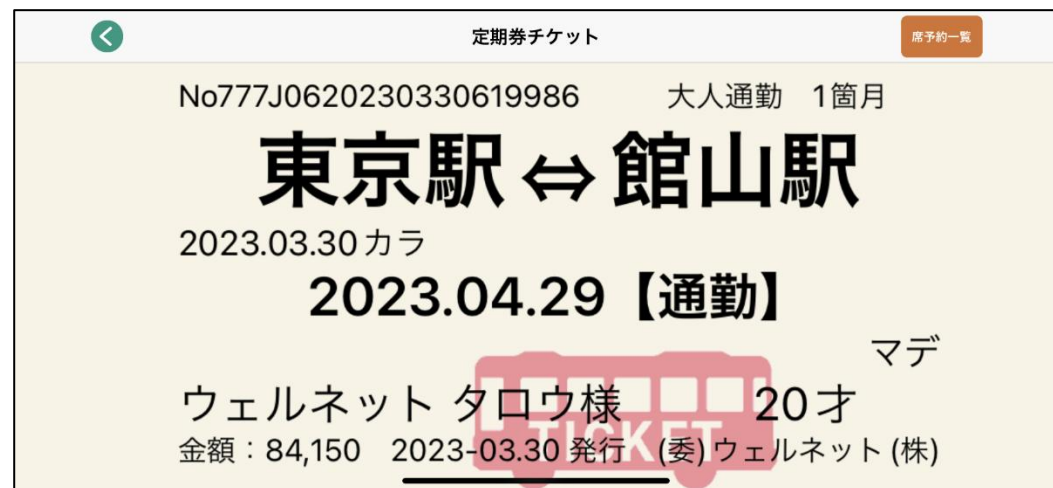 定期券チケット
席予約一覧
No777J0620230330619986 大人通勤 1箇月
東京駅⇔館山駅
2023.03.30カラ
2023.04.29【通勤】
マデ
ウェルネット タロウ様 20才
TICKET
金額：84,150 2023-03.30 発行 (委)ウェルネット (株)